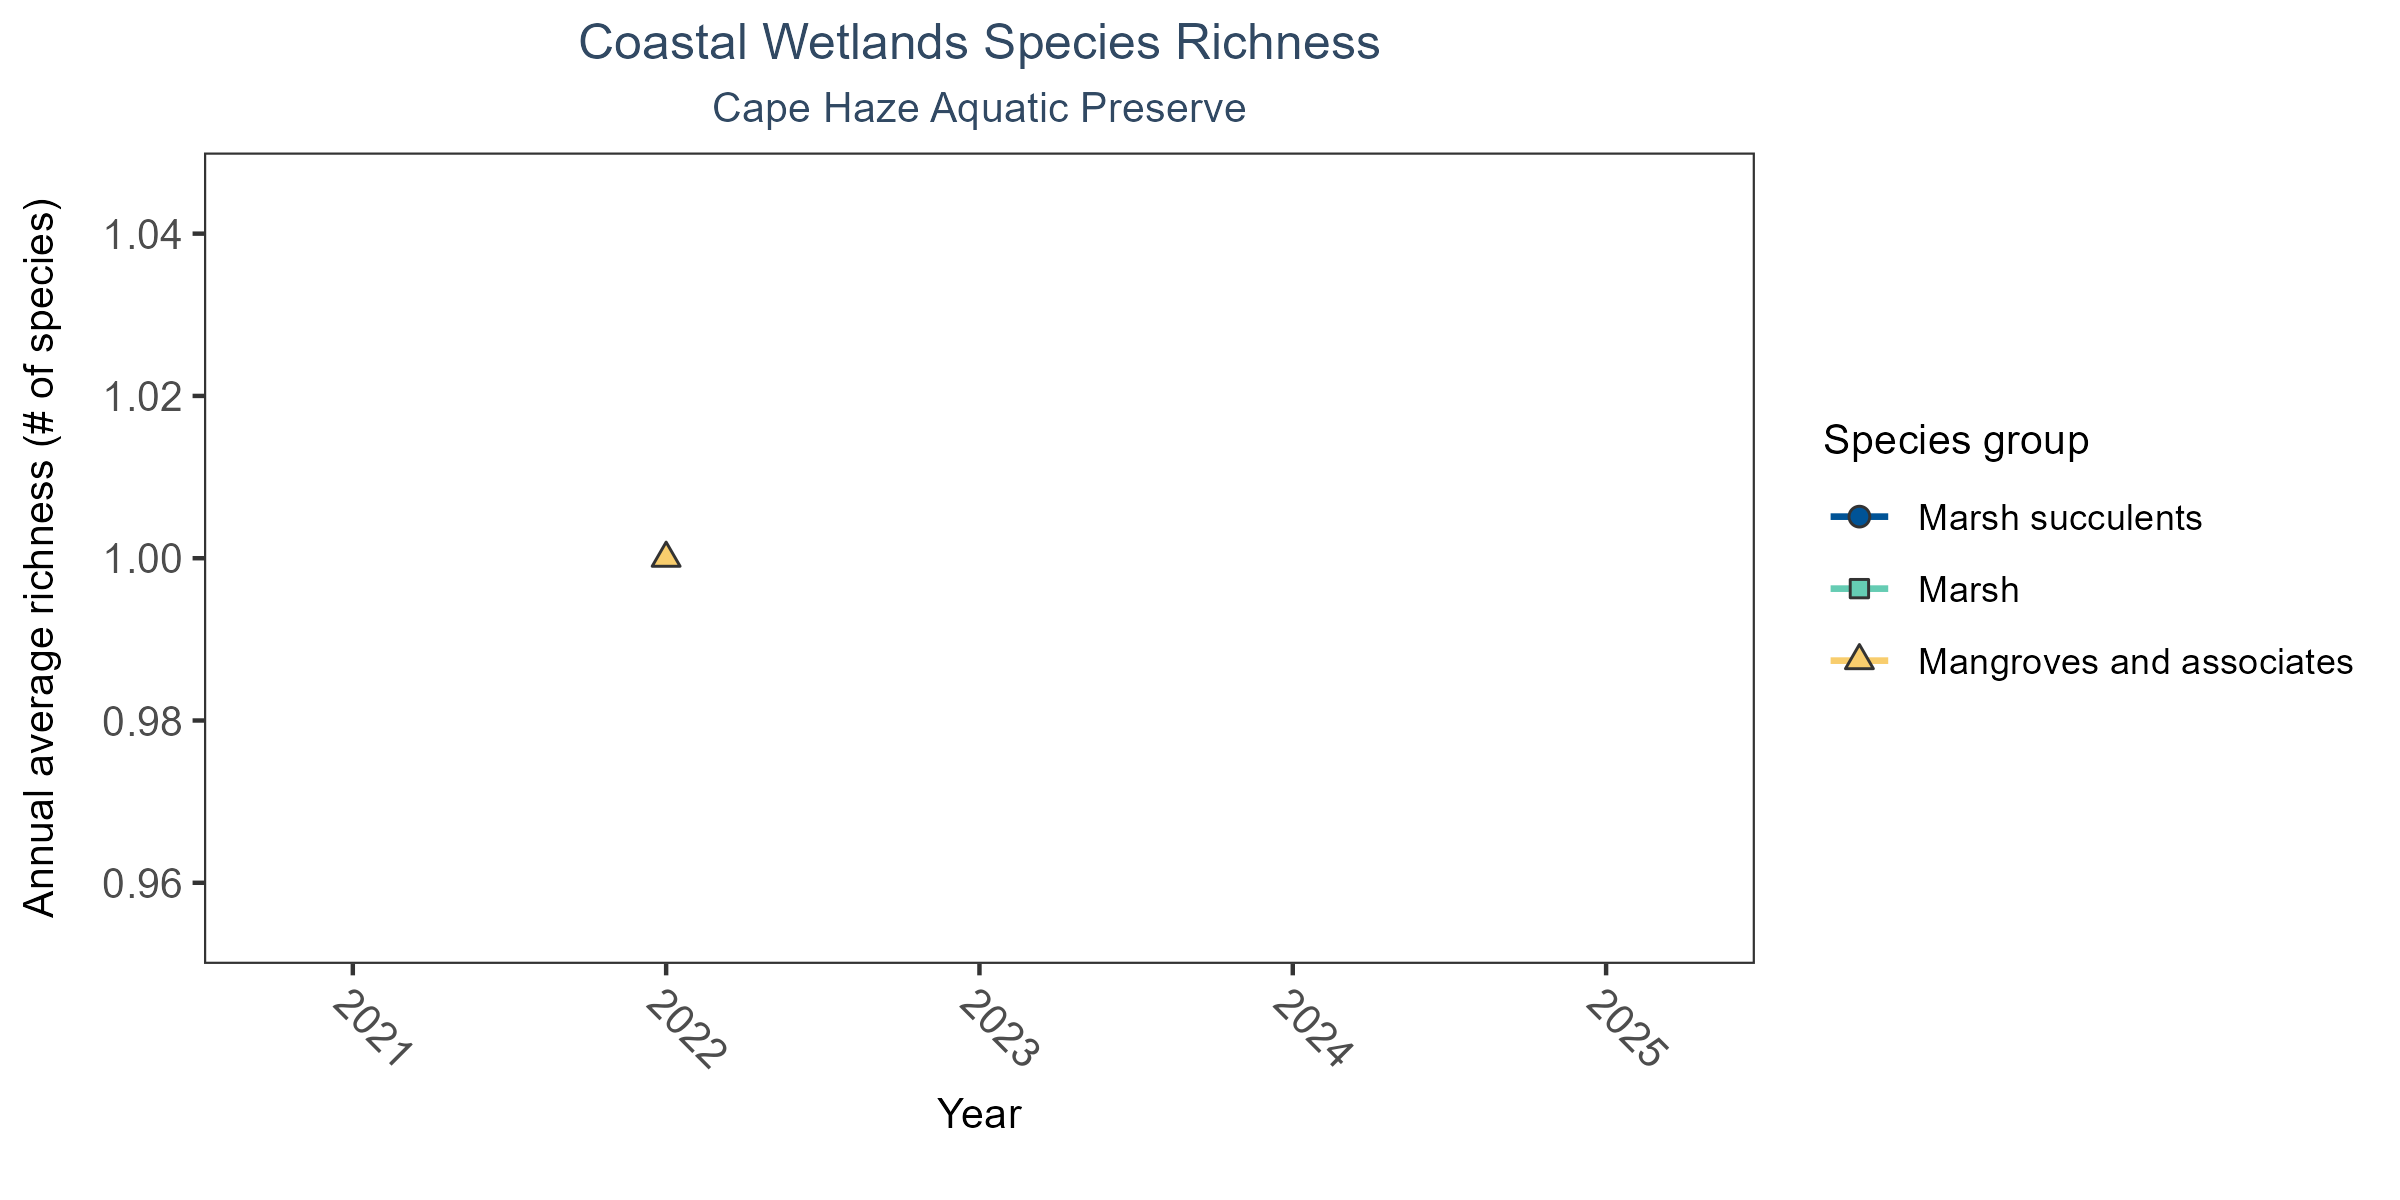 Coastal Wetlands Species Richness
Cape Haze Aquatic Preserve
Annual average richness (# of species)
1.04
1.02
1.00
0.98
0.96
2021
2022
2023
2024
2025
Year
Species group
Marsh succulents
Marsh
Mangroves and associates